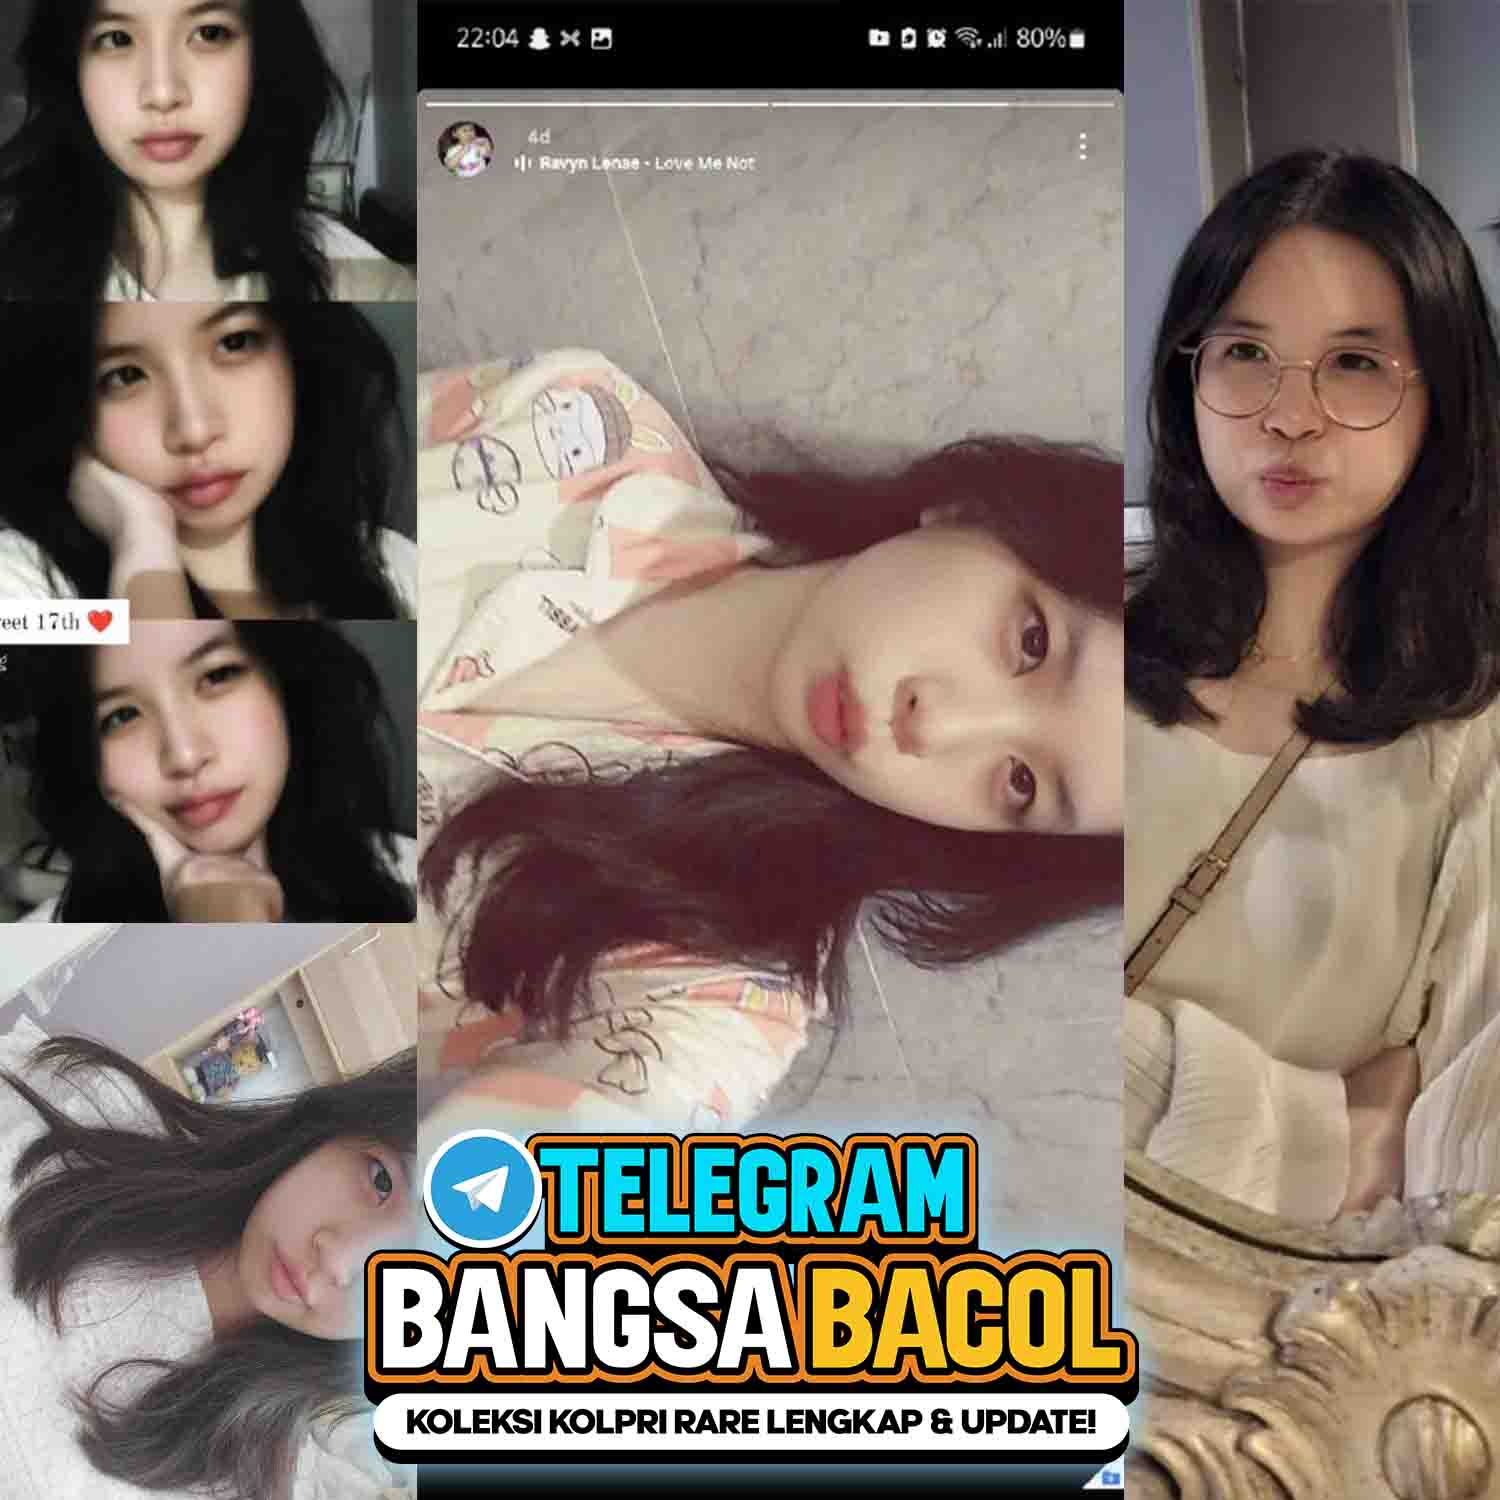 22:04
80%
4d
Ravyn Lenae - Love Me Not
eet 17th ❤️
TELEGRAM
BANGSA BACOL
KOLEKSI KOLPRI RARE LENGKAP & UPDATE!